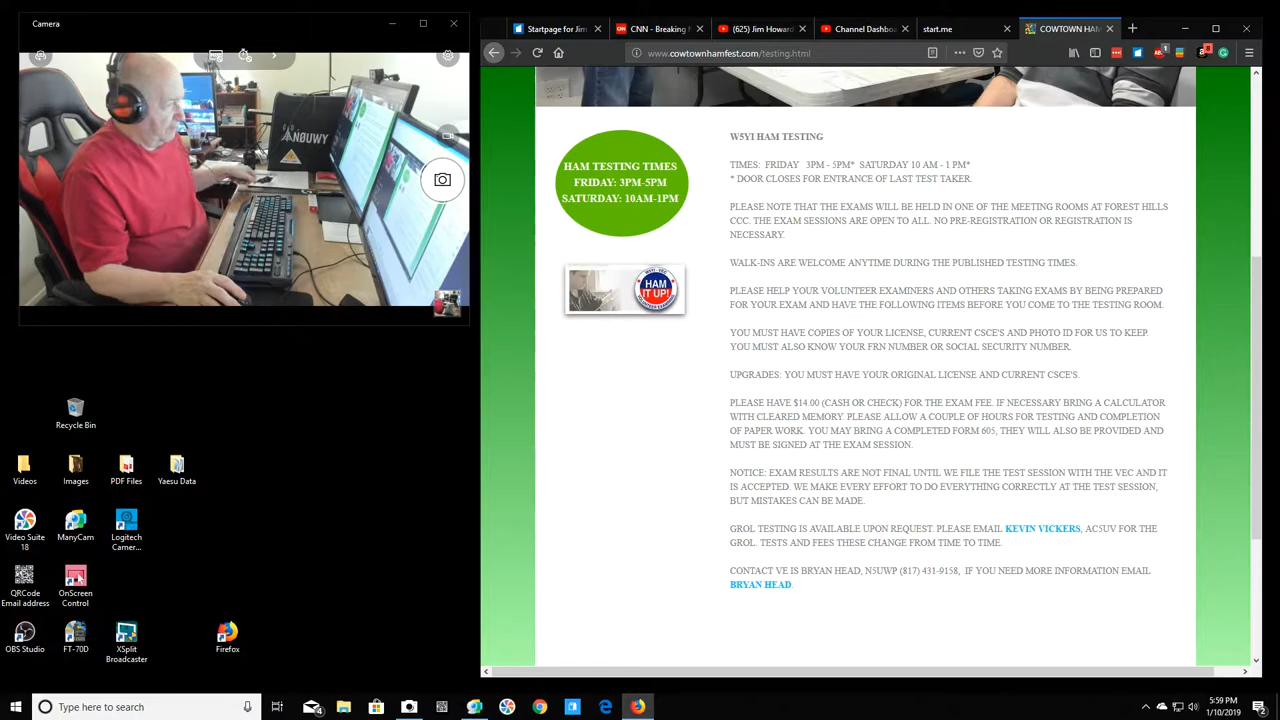 Camera
ANØUWY
Recycle Bin
Videos
Images
PDF Files
Yaesu Data
Video Suite
18
ManyCam
Logitech
Camer...
QRCode
Email address
OnScreen
Control
OBS Studio
FT-70D
XSplit
Broadcaster
Firefox
Startpage for Jim
CNN - Breaking N
(625) Jim Howard
Channel Dashboa
start.me
COWTOWN HAM
www.cowtownhamfest.com/testing.html
HAM TESTING TIMES
FRIDAY: 3PM-5PM
SATURDAY: 10AM-1PM
HAM
IT UP!
W5YI HAM TESTING
TIMES: FRIDAY 3PM - 5PM* SATURDAY 10 AM - 1 PM*
* DOOR CLOSES FOR ENTRANCE OF LAST TEST TAKER.
PLEASE NOTE THAT THE EXAMS WILL BE HELD IN ONE OF THE MEETING ROOMS AT FOREST HILLS
CCC. THE EXAM SESSIONS ARE OPEN TO ALL. NO PRE-REGISTRATION OR REGISTRATION IS
NECESSARY.
WALK-INS ARE WELCOME ANYTIME DURING THE PUBLISHED TESTING TIMES.
PLEASE HELP YOUR VOLUNTEER EXAMINERS AND OTHERS TAKING EXAMS BY BEING PREPARED
FOR YOUR EXAM AND HAVE THE FOLLOWING ITEMS BEFORE YOU COME TO THE TESTING ROOM.
YOU MUST HAVE COPIES OF YOUR LICENSE, CURRENT CSCE'S AND PHOTO ID FOR US TO KEEP.
YOU MUST ALSO KNOW YOUR FRN NUMBER OR SOCIAL SECURITY NUMBER.
UPGRADES: YOU MUST HAVE YOUR ORIGINAL LICENSE AND CURRENT CSCE'S.
PLEASE HAVE $14.00 (CASH OR CHECK) FOR THE EXAM FEE. IF NECESSARY BRING A CALCULATOR
WITH CLEARED MEMORY. PLEASE ALLOW A COUPLE OF HOURS FOR TESTING AND COMPLETION
OF PAPER WORK. YOU MAY BRING A COMPLETED FORM 605, THEY WILL ALSO BE PROVIDED AND
MUST BE SIGNED AT THE EXAM SESSION.
NOTICE: EXAM RESULTS ARE NOT FINAL UNTIL WE FILE THE TEST SESSION WITH THE VEC AND IT
IS ACCEPTED. WE MAKE EVERY EFFORT TO DO EVERYTHING CORRECTLY AT THE TEST SESSION,
BUT MISTAKES CAN BE MADE.
GROL TESTING IS AVAILABLE UPON REQUEST. PLEASE EMAIL KEVIN VICKERS, AC5UV FOR THE
GROL. TESTS AND FEES THESE CHANGE FROM TIME TO TIME.
CONTACT VE IS BRYAN HEAD, N5UWP (817) 431-9158, IF YOU NEED MORE INFORMATION EMAIL
BRYAN HEAD.
Type here to search
5:59 PM
1/10/2019